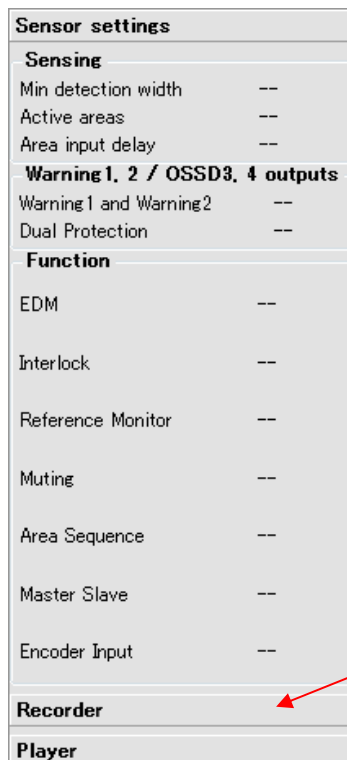 Sensor settings
Sensing
Min detection width --
Active areas --
Area input delay --
Warning1, 2 / OSSD3, 4 outputs
Warning1 and Warning2 --
Dual Protection --
Function
EDM --
Interlock --
Reference Monitor --
Muting --
Area Sequence --
Master Slave --
Encoder Input --
Recorder
Player